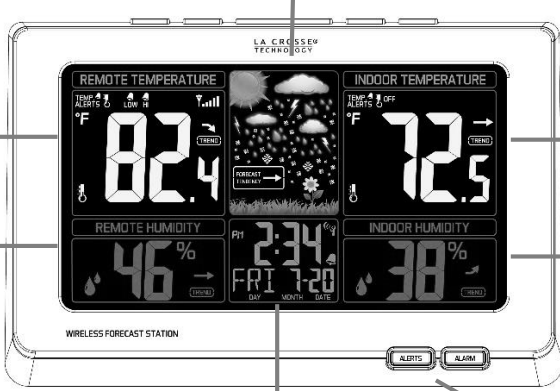 LA CROSSE®
TECHNOLOGY
REMOTE TEMPERATURE
TEMP ALERTS LOW HI
°F
82.4
TREND
FORECAST
TENDENCY
INDOOR TEMPERATURE
TEMP ALERTS OFF
°F
72.5
TREND
REMOTE HUMIDITY
46%
TREND
PM 2:34
FRI 7-20
DAY MONTH DATE
INDOOR HUMIDITY
38%
TREND
WIRELESS FORECAST STATION
ALERTS ALARM